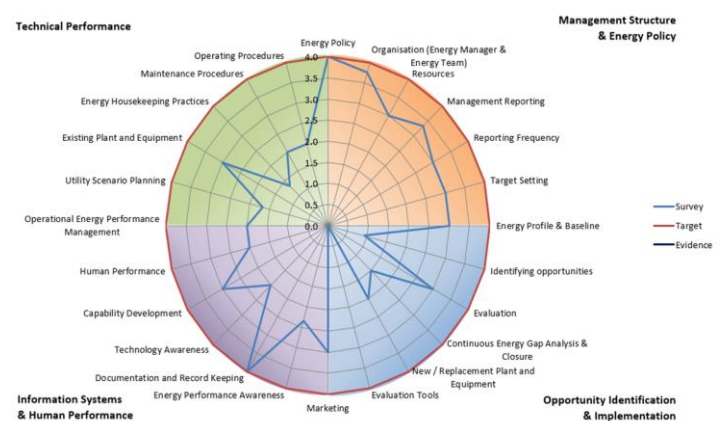 Technical Performance
Management Structure
& Energy Policy
Energy Policy
Organisation (Energy Manager &
Energy Team)
Resources
Management Reporting
Reporting Frequency
Target Setting
Energy Profile & Baseline
Identifying opportunities
Evaluation
Continuous Energy Gap Analysis &
Closure
New / Replacement Plant and
Equipment
Evaluation Tools
Marketing
Energy Performance Awareness
Documentation and Record Keeping
Technology Awareness
Capability Development
Human Performance
Operational Energy Performance
Management
Utility Scenario Planning
Existing Plant and Equipment
Energy Housekeeping Practices
Maintenance Procedures
Operating Procedures
4.0
3.5
3.0
2.5
2.0
1.5
1.0
0.5
0.0
Survey
Target
Evidence
Information Systems
& Human Performance
Opportunity Identification
& Implementation